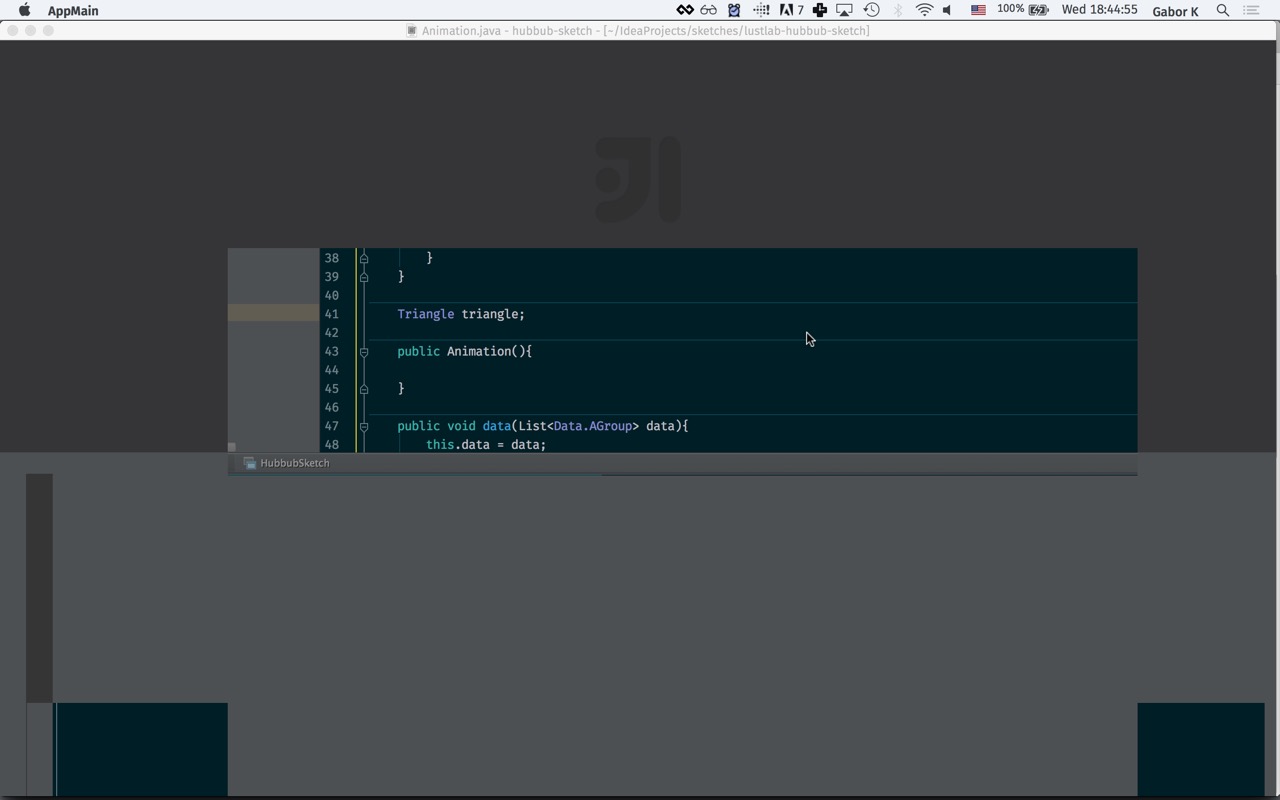 AppMain
7
100%
Wed 18:44:55
Gabor K
Animation.java - hubbub-sketch - [~/IdeaProjects/sketches/lustlab-hubbub-sketch]
38 }
39 }
40
41 Triangle triangle;
42
43 public Animation(){
44
45 }
46
47 public void data(List<Data.AGroup> data){
48 this.data = data;
HubbubSketch